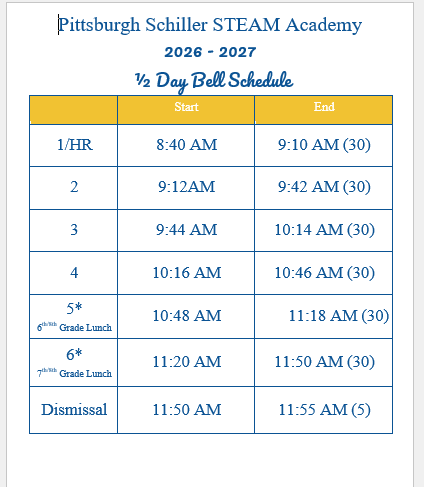 Pittsburgh Schiller STEAM Academy
2026 - 2027
½ Day Bell Schedule
Start End
1/HR 8:40 AM 9:10 AM (30)
2 9:12AM 9:42 AM (30)
3 9:44 AM 10:14 AM (30)
4 10:16 AM 10:46 AM (30)
5* 10:48 AM 11:18 AM (30)
6th/8th Grade Lunch
6* 11:20 AM 11:50 AM (30)
Grade Lunch
Dismissal 11:50 AM 11:55 AM (5)